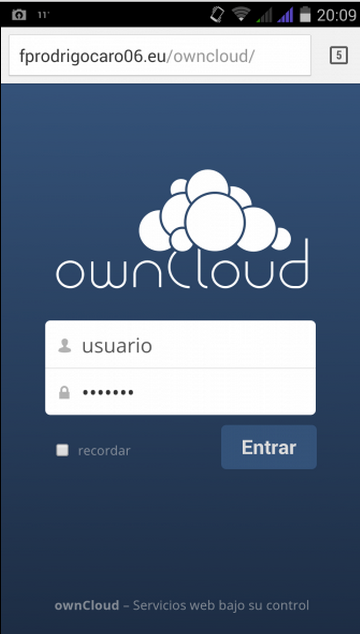 11' 20:09
fprodrigocaro06.eu/owncloud/ 5
ownCloud
usuario
•••••••
recordar Entrar
ownCloud – Servicios web bajo su control